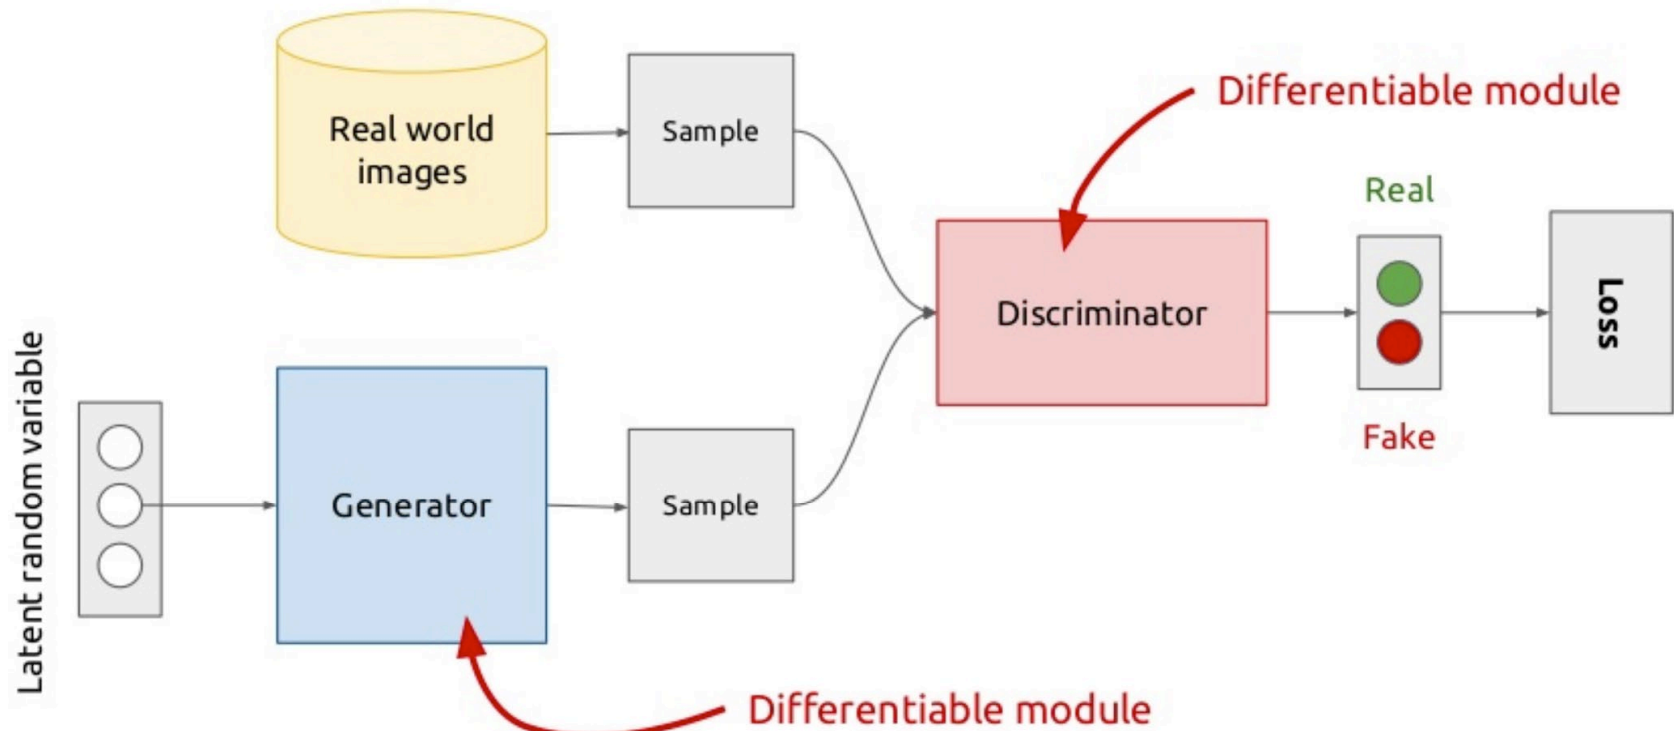 Real world
images
Sample
Differentiable module
Real
Discriminator
Loss
Fake
Latent random variable
Generator
Sample
Differentiable module